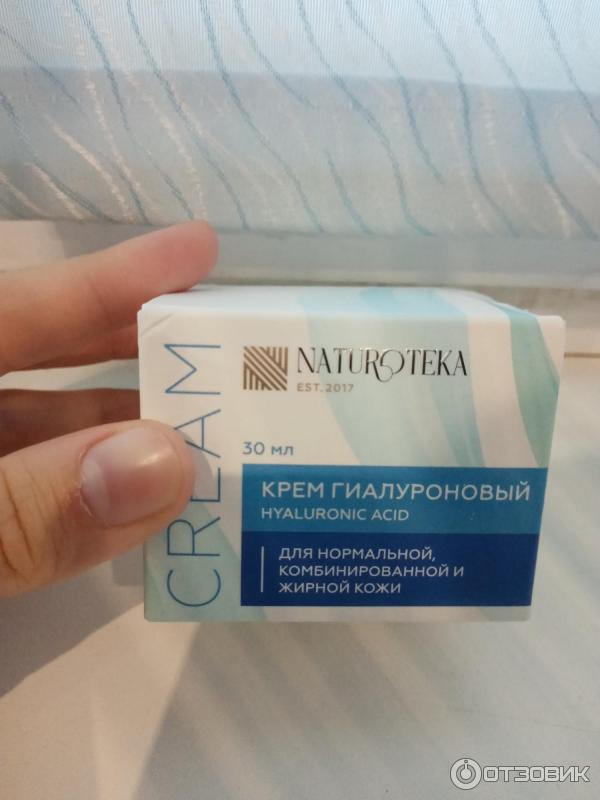 CREAM
NATUROTEKA
EST. 2017
30 мл
КРЕМ ГИАЛУРОНОВЫЙ
HYALURONIC ACID
ДЛЯ НОРМАЛЬНОЙ,
КОМБИНИРОВАННОЙ И
ЖИРНОЙ КОЖИ
ОТЗОВИК